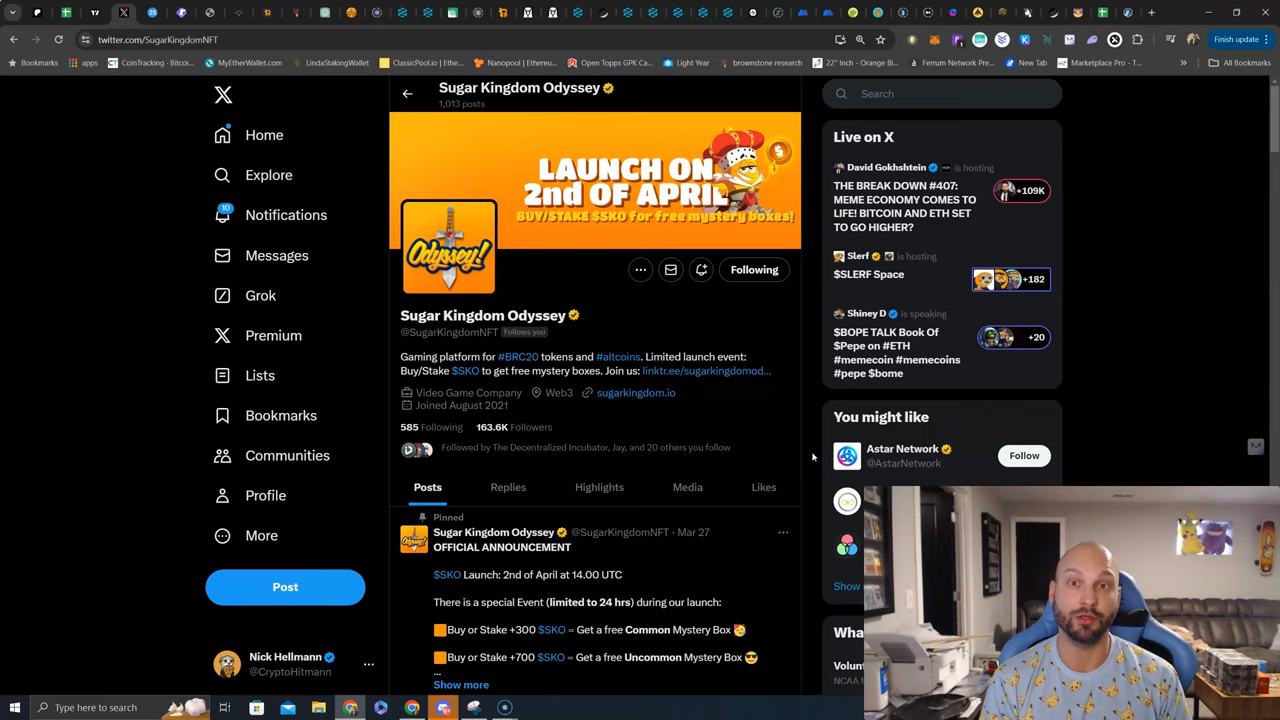 Finish update
twitter.com/SugarKingdomNFT
Bookmarks
apps
CoinTracking · Bitcoi...
MyEtherWallet.com
LindaStakingWallet
ClassicPool.io | Ethe...
Nanopool | Ethereu...
Open Topps GPK Ca...
Light Year
brownstone research
22" Inch - Orange Bi...
Ferrum Network Pre...
New Tab
Marketplace Pro - T...
All Bookmarks
Home
Explore
10
Notifications
Messages
Grok
Premium
Lists
Bookmarks
Communities
Profile
More
Post
Nick Hellmann
@CryptoHitmann
Sugar Kingdom Odyssey
1,013 posts
LAUNCH ON
2nd OF APRIL
BUY/STAKE $SKO for free mystery boxes!
Odyssey!
Following
Sugar Kingdom Odyssey
@SugarKingdomNFT Follows you
Gaming platform for #BRC20 tokens and #altcoins. Limited launch event:
Buy/Stake $SKO to get free mystery boxes. Join us: linktr.ee/sugarkingdomod...
Video Game Company Web3 sugarkingdom.io
Joined August 2021
585 Following 163.6K Followers
Followed by The Decentralized Incubator, Jay, and 20 others you follow
Posts Replies Highlights Media Likes
Pinned
Sugar Kingdom Odyssey @SugarKingdomNFT · Mar 27
OFFICIAL ANNOUNCEMENT
$SKO Launch: 2nd of April at 14.00 UTC
There is a special Event (limited to 24 hrs) during our launch:
Buy or Stake +300 $SKO = Get a free Common Mystery Box
Buy or Stake +700 $SKO = Get a free Uncommon Mystery Box
...
Show more
Search
Live on X
David Gokhshtein is hosting
THE BREAK DOWN #407:
MEME ECONOMY COMES TO
LIFE! BITCOIN AND ETH SET
TO GO HIGHER?
+109K
Slerf is hosting
$SLERF Space
+182
Shiney D is speaking
$BOPE TALK Book Of
$Pepe on #ETH
#memecoin #memecoins
#pepe $bome
+20
You might like
Astar Network
@AstarNetwork
Follow
Show
Wha
Volun
NCAA M
Type here to search